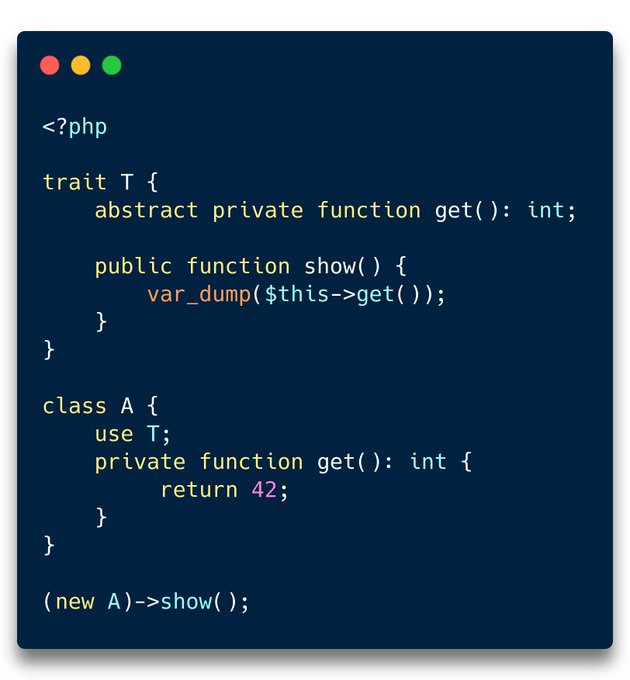 <?php
trait T {
    abstract private function get(): int;
    public function show() {
        var_dump($this->get());
    }
}
class A {
    use T;
    private function get(): int {
         return 42;
    }
}
(new A)->show();